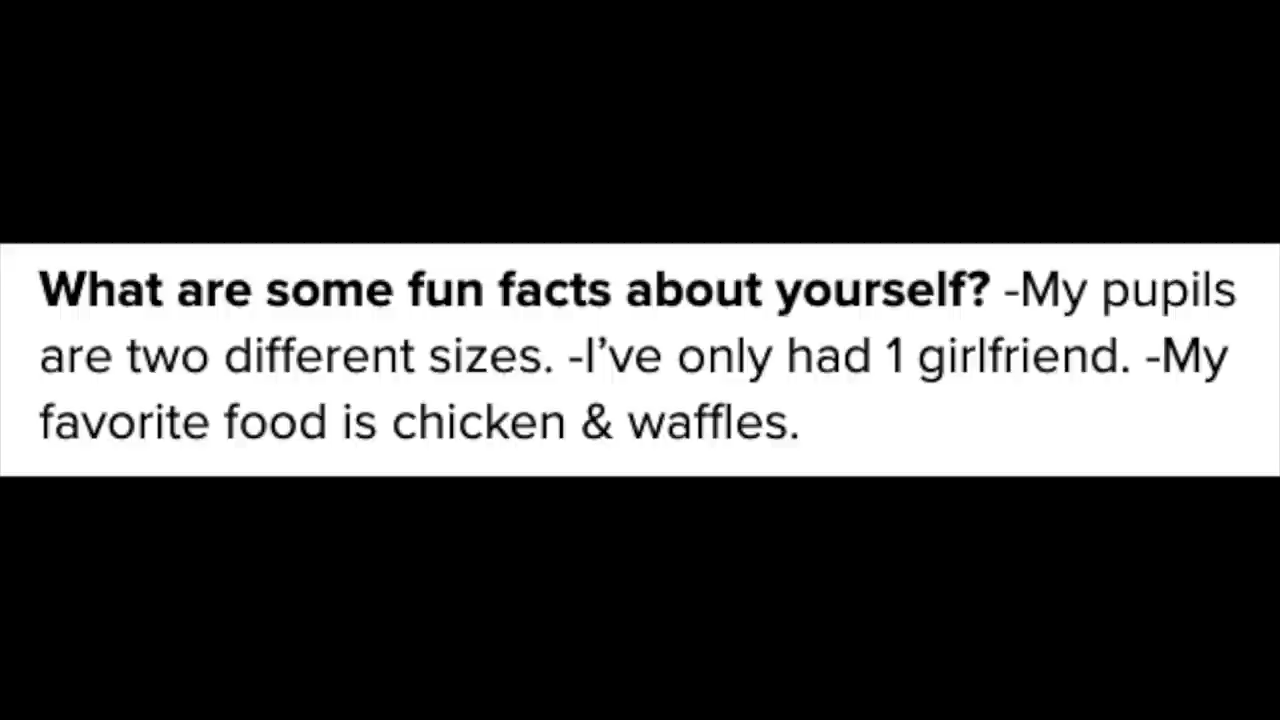 What are some fun facts about yourself? -My pupils
are two different sizes. -I’ve only had 1 girlfriend. -My
favorite food is chicken & waffles.